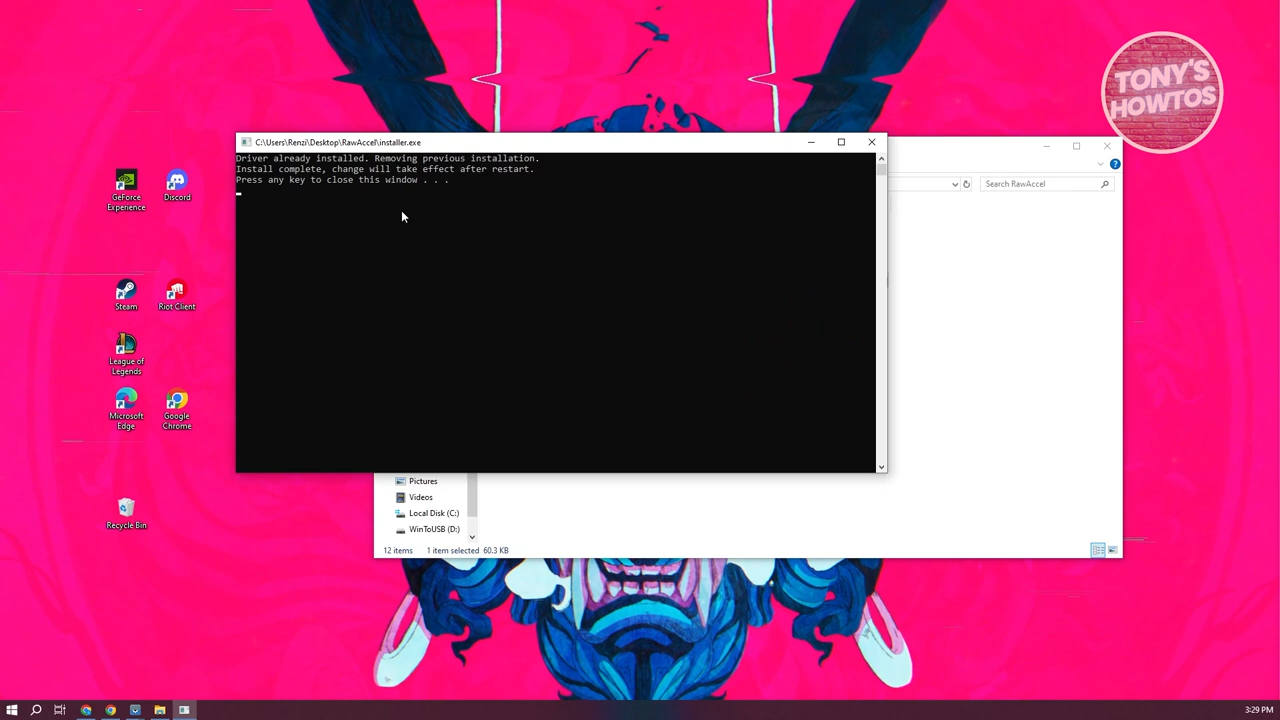 TONY'S
HOWTOS
C:\Users\Renzi\Desktop\RawAccel\installer.exe
Driver already installed. Removing previous installation.
Install complete, change will take effect after restart.
Press any key to close this window . . .
Search RawAccel
GeForce
Experience
Discord
Steam
Riot Client
League of
Legends
Microsoft
Edge
Google
Chrome
Recycle Bin
Pictures
Videos
Local Disk (C:)
WinToUSB (D:)
12 items
1 item selected 60.3 KB
3:29 PM